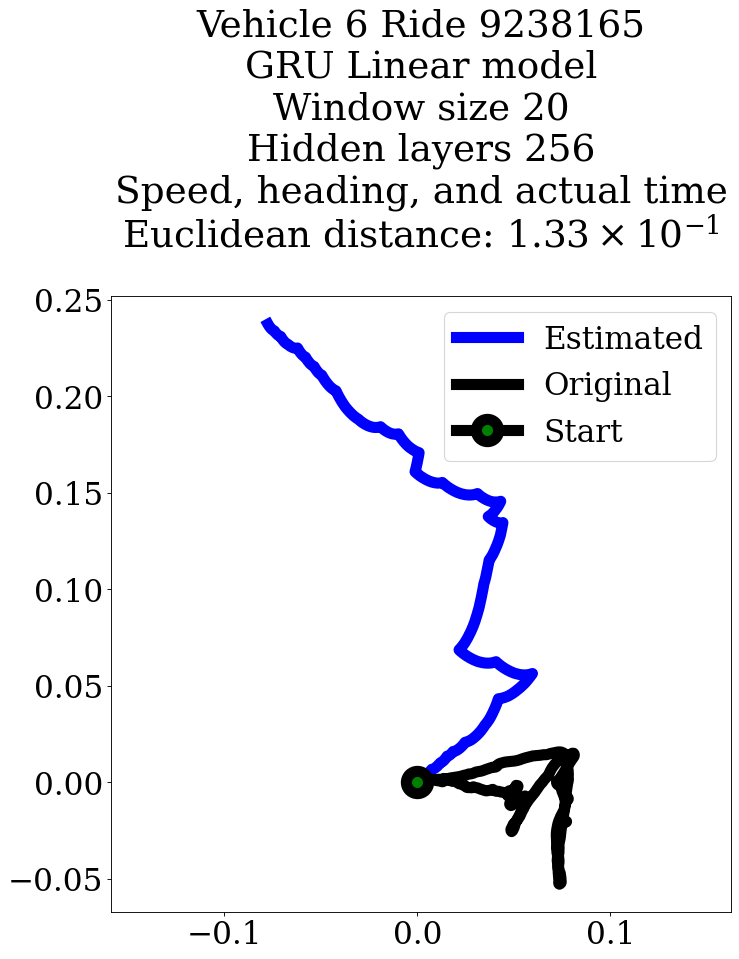 Vehicle 6 Ride 9238165
GRU Linear model
Window size 20
Hidden layers 256
Speed, heading, and actual time
Euclidean distance: 1.33 × 10⁻¹
Estimated
Original
Start
0.25
0.20
0.15
0.10
0.05
0.00
−0.05
−0.1 0.0 0.1